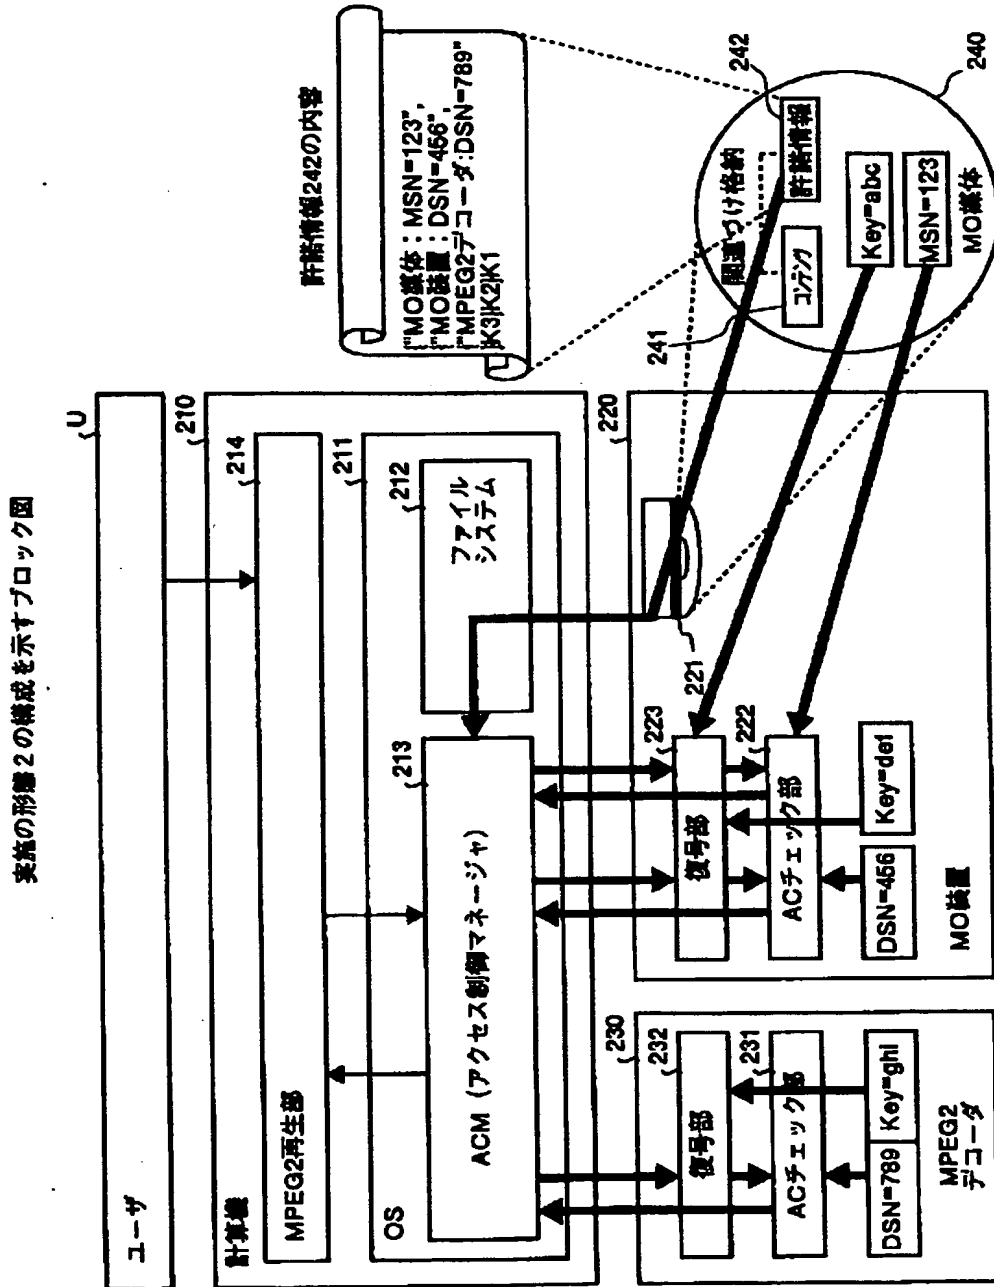 実施の形態2の構成を示すブロック図
ユーザ
U
計算機
210
MPEG2再生部
214
OS
211
ファイル
システム
212
ACM (アクセス制御マネージャ)
213
許諾情報242の内容
{"MO媒体：MSN=123",
{"MO装置：DSN=456",
{"MPEG2デコーダ:DSN=789"
}K3}K2}K1
MPEG2
デコーダ
230
復号部
232
ACチェック部
231
DSN=789
Key=ghi
MO装置
220
221
復号部
223
ACチェック部
222
DSN=456
Key=def
MO媒体
240
関連づけ格納
コンテンツ
241
許諾情報
242
Key=abc
MSN=123